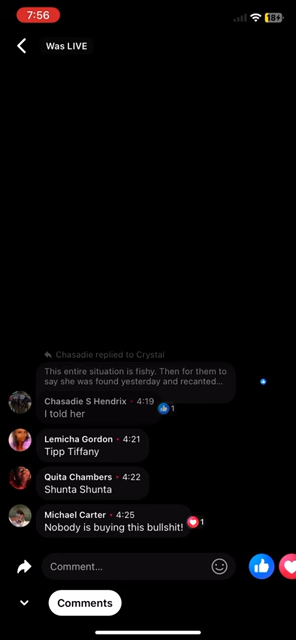 7:56
18
Was LIVE
Chasadie replied to Crystal
This entire situation is fishy. Then for them to
say she was found yesterday and recanted...
Chasadie S Hendrix • 4:19
I told her
1
Lemicha Gordon • 4:21
Tipp Tiffany
Quita Chambers • 4:22
Shunta Shunta
Michael Carter • 4:25
Nobody is buying this bullshit!
1
Comment...
Comments